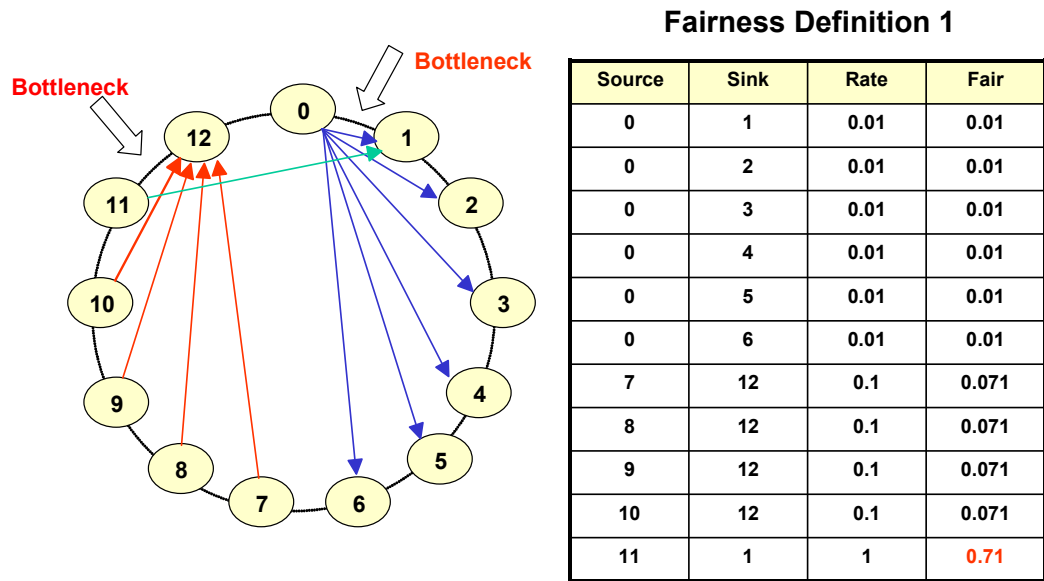 Fairness Definition 1
Bottleneck
Bottleneck
0
1
2
3
4
5
6
7
8
9
10
11
12
Source Sink Rate Fair
0 1 0.01 0.01
0 2 0.01 0.01
0 3 0.01 0.01
0 4 0.01 0.01
0 5 0.01 0.01
0 6 0.01 0.01
7 12 0.1 0.071
8 12 0.1 0.071
9 12 0.1 0.071
10 12 0.1 0.071
11 1 1 0.71